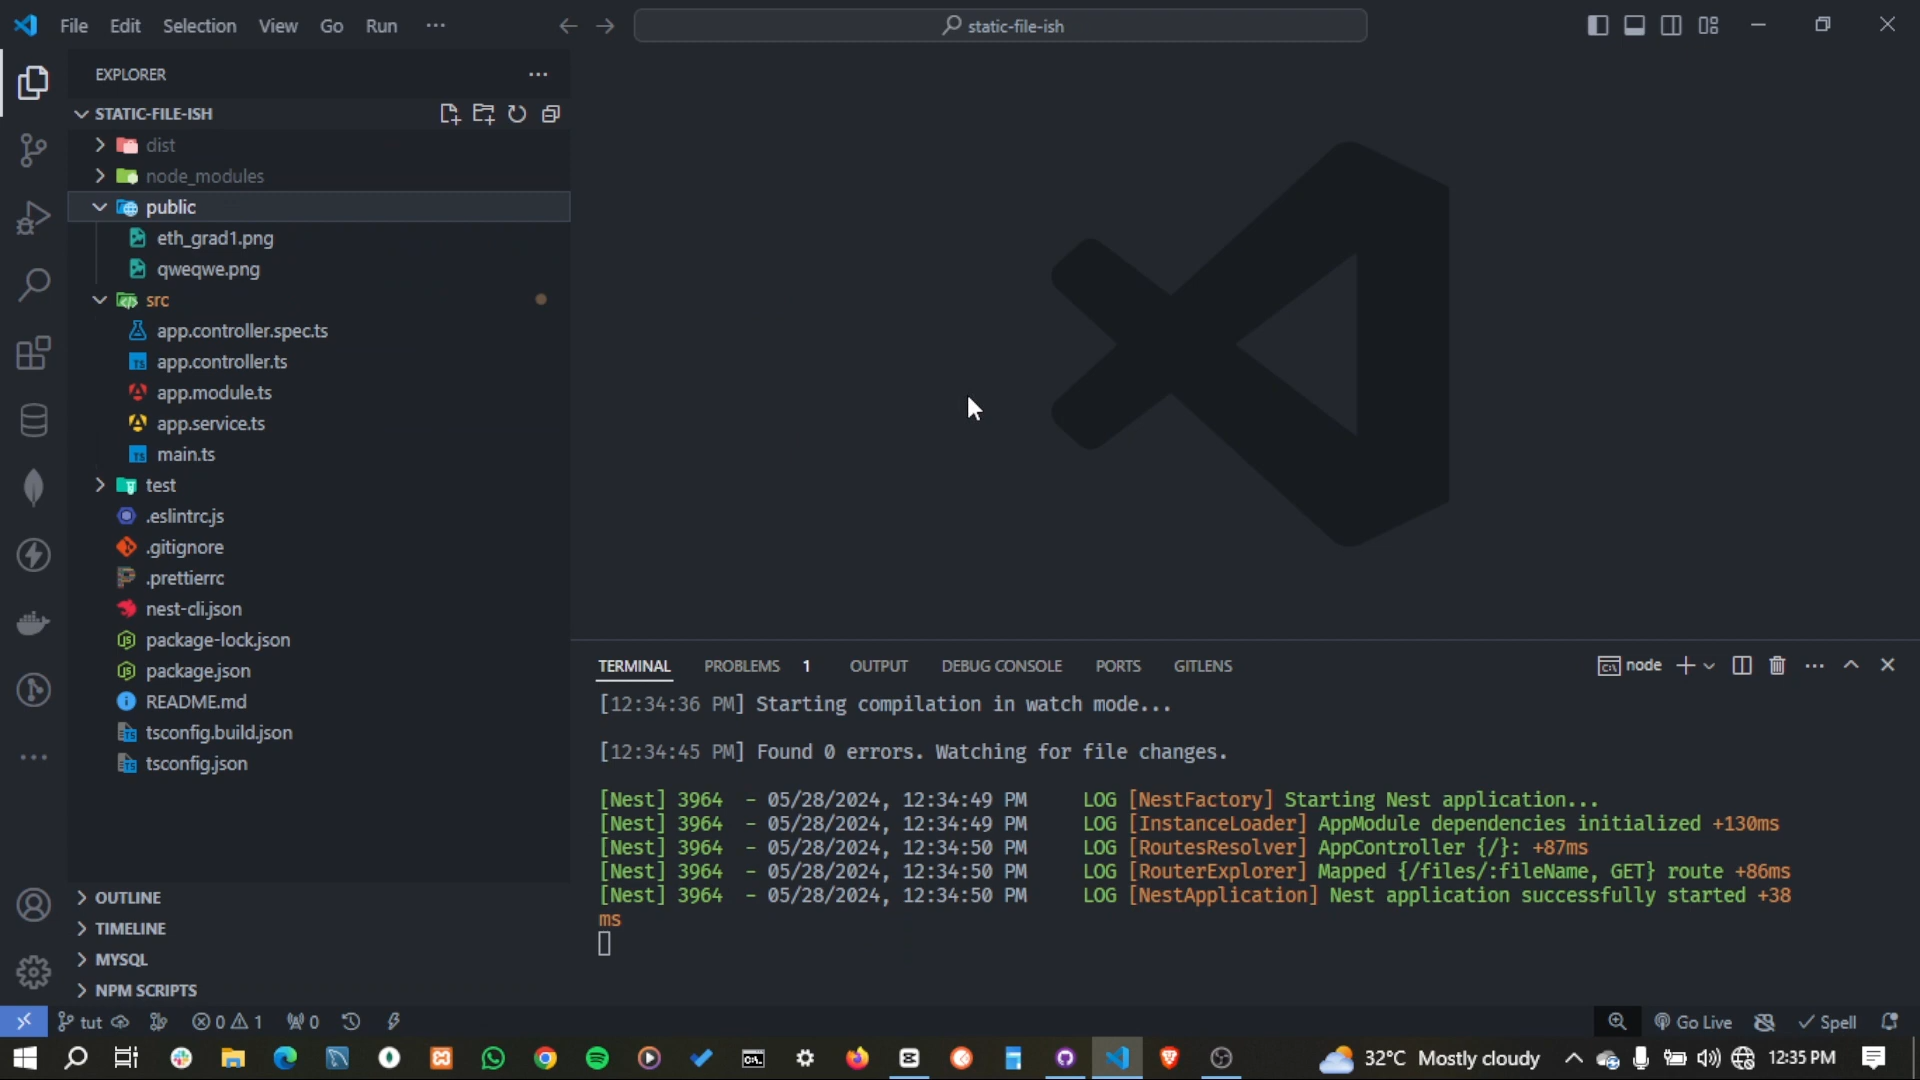 File Edit Selection View Go Run ...
static-file-ish
EXPLORER
STATIC-FILE-ISH
dist
node_modules
public
eth_grad1.png
qweqwe.png
src
app.controller.spec.ts
app.controller.ts
app.module.ts
app.service.ts
main.ts
test
.eslintrc.js
.gitignore
.prettierrc
nest-cli.json
package-lock.json
package.json
README.md
tsconfig.build.json
tsconfig.json
OUTLINE
TIMELINE
MYSQL
NPM SCRIPTS
TERMINAL PROBLEMS 1 OUTPUT DEBUG CONSOLE PORTS GITLENS
node
[12:34:36 PM] Starting compilation in watch mode...
[12:34:45 PM] Found 0 errors. Watching for file changes.
[Nest] 3964 - 05/28/2024, 12:34:49 PM LOG [NestFactory] Starting Nest application...
[Nest] 3964 - 05/28/2024, 12:34:49 PM LOG [InstanceLoader] AppModule dependencies initialized +130ms
[Nest] 3964 - 05/28/2024, 12:34:50 PM LOG [RoutesResolver] AppController {/}: +87ms
[Nest] 3964 - 05/28/2024, 12:34:50 PM LOG [RouterExplorer] Mapped {/files/:fileName, GET} route +86ms
[Nest] 3964 - 05/28/2024, 12:34:50 PM LOG [NestApplication] Nest application successfully started +38
ms
tut 0 1 0 Go Live Spell
32°C Mostly cloudy 12:35 PM